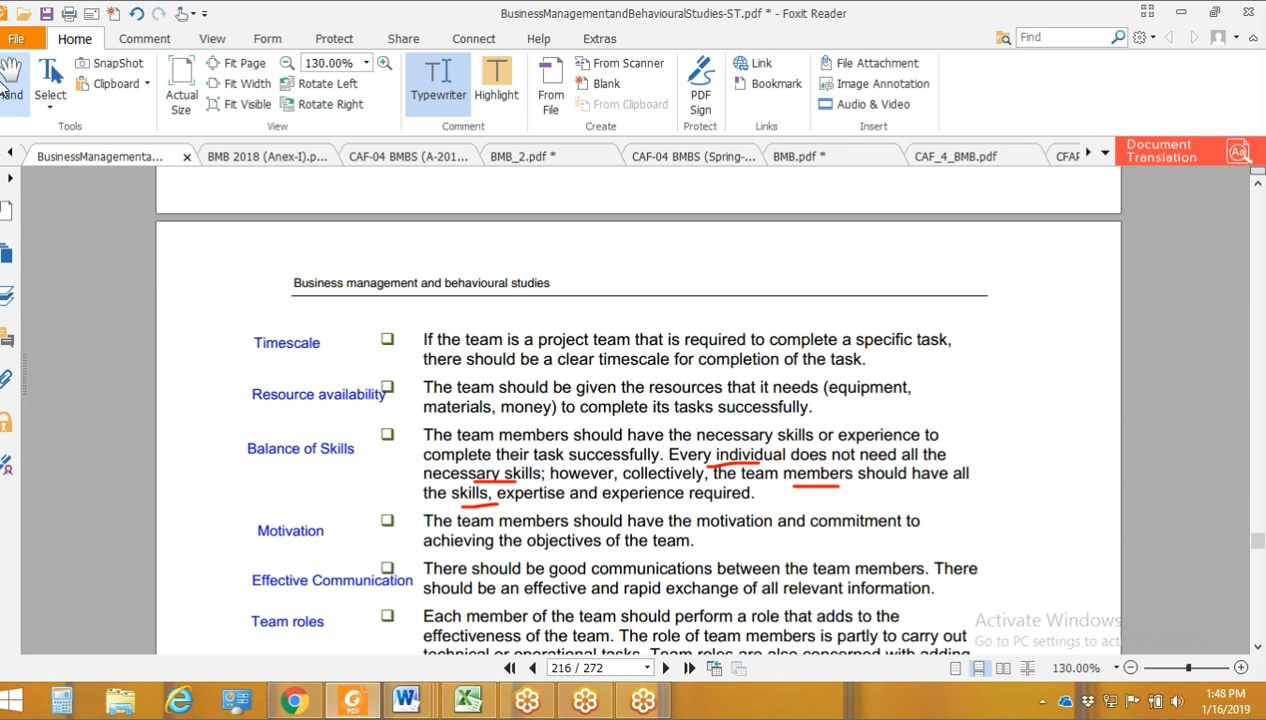 BusinessManagementandBehaviouralStudies-ST.pdf * - Foxit Reader
File Home Comment View Form Protect Share Connect Help Extras Find
Hand Select SnapShot Clipboard Actual Size Fit Page Fit Width Fit Visible 130.00% Rotate Left Rotate Right Typewriter Highlight From File From Scanner Blank From Clipboard PDF Sign Link Bookmark File Attachment Image Annotation Audio & Video
Tools View Comment Create Protect Links Insert
BusinessManagementa... BMB 2018 (Anex-I).p... CAF-04 BMBS (A-201... BMB_2.pdf * CAF-04 BMBS (Spring-... BMB.pdf * CAF_4_BMB.pdf CFAP Document Translation
Business management and behavioural studies
Timescale If the team is a project team that is required to complete a specific task,
there should be a clear timescale for completion of the task.
Resource availability The team should be given the resources that it needs (equipment,
materials, money) to complete its tasks successfully.
Balance of Skills The team members should have the necessary skills or experience to
complete their task successfully. Every individual does not need all the
necessary skills; however, collectively, the team members should have all
the skills, expertise and experience required.
Motivation The team members should have the motivation and commitment to
achieving the objectives of the team.
Effective Communication There should be good communications between the team members. There
should be an effective and rapid exchange of all relevant information.
Team roles Each member of the team should perform a role that adds to the
effectiveness of the team. The role of team members is partly to carry out
technical or operational tasks. Team roles are also concerned with adding
Activate Windows
Go to PC settings to acti
216 / 272 130.00%
1:48 PM
1/16/2019